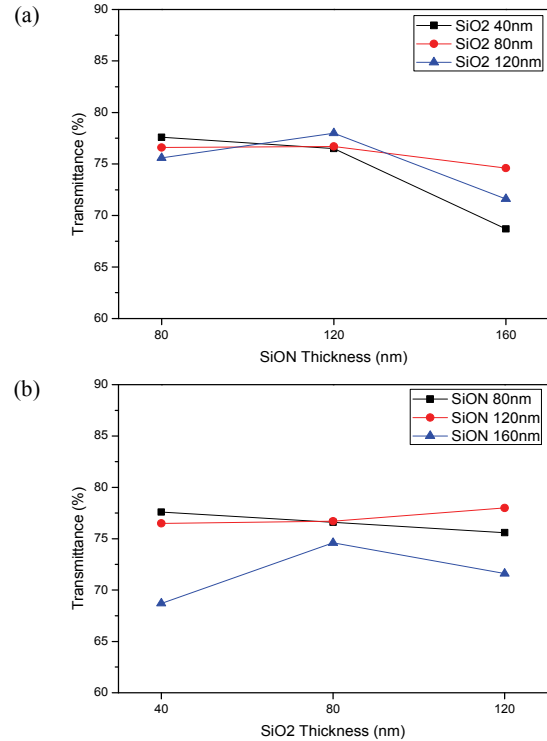 (a)
SiO2 40nm
SiO2 80nm
SiO2 120nm
90
85
80
75
70
65
60
Transmittance (%)
80 120 160
SiON Thickness (nm)
(b)
SiON 80nm
SiON 120nm
SiON 160nm
90
85
80
75
70
65
60
Transmittance (%)
40 80 120
SiO2 Thickness (nm)